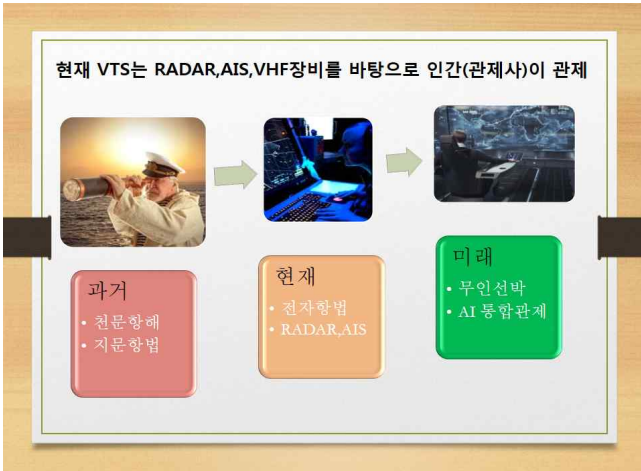 현재 VTS는 RADAR,AIS,VHF장비를 바탕으로 인간(관제사)이 관제
과거
• 천문항해
• 지문항법
현재
• 전자항법
• RADAR,AIS
미래
• 무인선박
• AI 통합관제